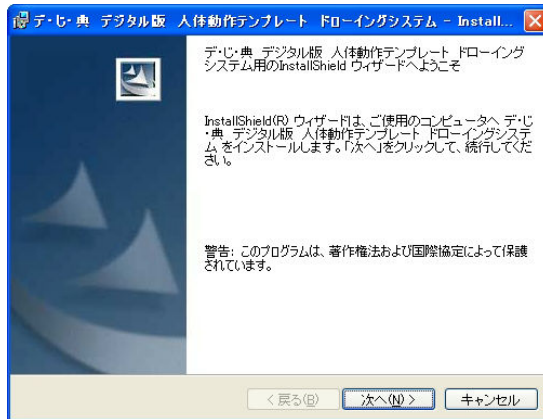 デ・じ・典 デジタル版 人体動作テンプレート ドローイングシステム - Install...
デ・じ・典 デジタル版 人体動作テンプレート ドローイング
システム用のInstallShield ウィザードへようこそ
InstallShield(R) ウィザードは、ご使用のコンピュータへ デ・じ
・典 デジタル版 人体動作テンプレート ドローイングシステ
ム をインストールします。「次へ」をクリックして、続行してくだ
さい。
警告: このプログラムは、著作権法および国際協定によって保護
されています。
< 戻る(B) 次へ(N) > キャンセル